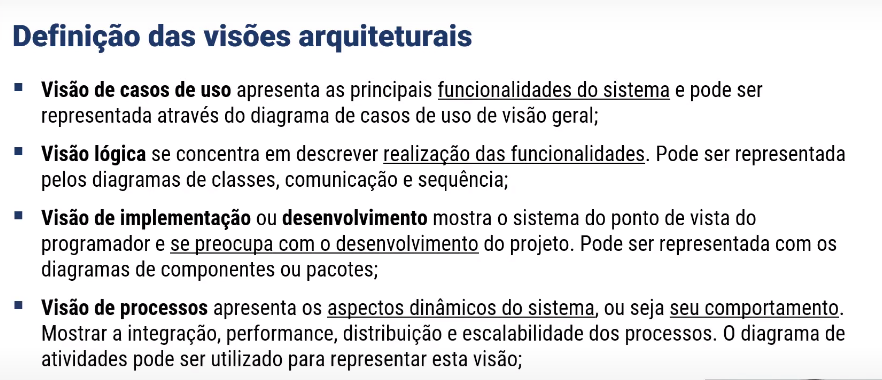 Definição das visões arquiteturais
▪ Visão de casos de uso apresenta as principais funcionalidades do sistema e pode ser
representada através do diagrama de casos de uso de visão geral;
▪ Visão lógica se concentra em descrever realização das funcionalidades. Pode ser representada
pelos diagramas de classes, comunicação e sequência;
▪ Visão de implementação ou desenvolvimento mostra o sistema do ponto de vista do
programador e se preocupa com o desenvolvimento do projeto. Pode ser representada com os
diagramas de componentes ou pacotes;
▪ Visão de processos apresenta os aspectos dinâmicos do sistema, ou seja seu comportamento.
Mostrar a integração, performance, distribuição e escalabilidade dos processos. O diagrama de
atividades pode ser utilizado para representar esta visão;